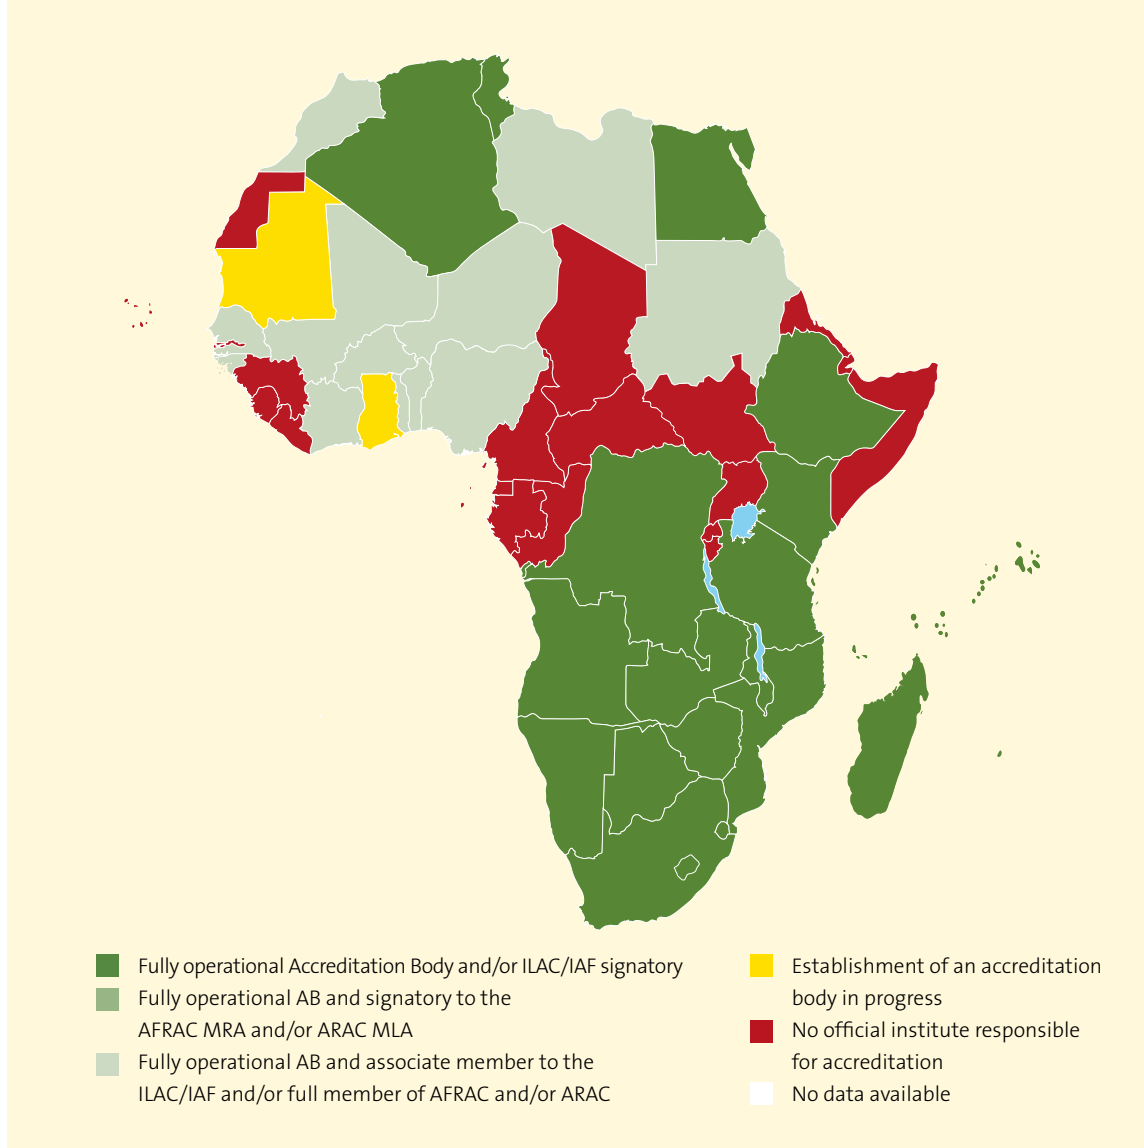 Fully operational Accreditation Body and/or ILAC/IAF signatory
Fully operational AB and signatory to the
AFRAC MRA and/or ARAC MLA
Fully operational AB and associate member to the
ILAC/IAF and/or full member of AFRAC and/or ARAC
Establishment of an accreditation
body in progress
No official institute responsible
for accreditation
No data available